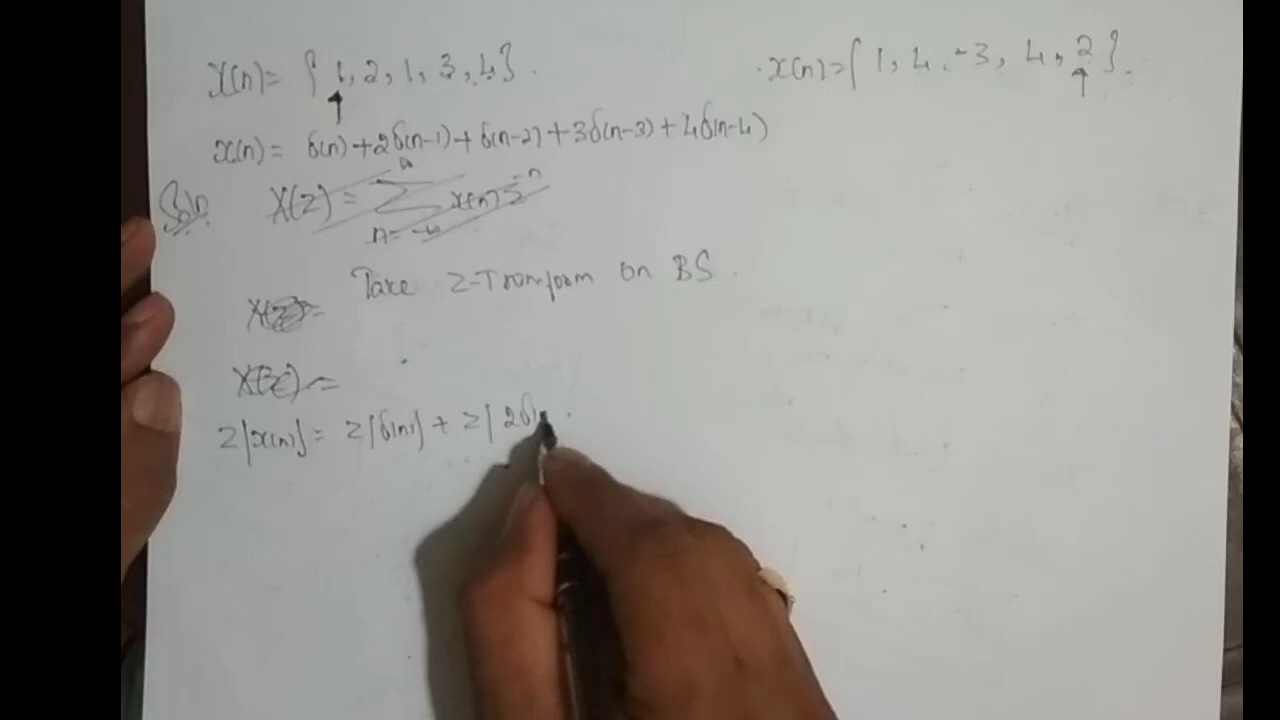 x(n) = { 1, 2, 1, 3, 4 } .
↑
x(n) = { 1, 4, -3, 4, 2 } .
↑
x(n) = δ(n) + 2δ(n-1) + δ(n-2) + 3δ(n-3) + 4δ(n-4)
Soln X(z) = ∑ x(n) z^-n
n=-∞
Take Z-Transform on BS .
X(z) =
Z{x(n)} = Z{δ(n)} + Z{ 2δ(